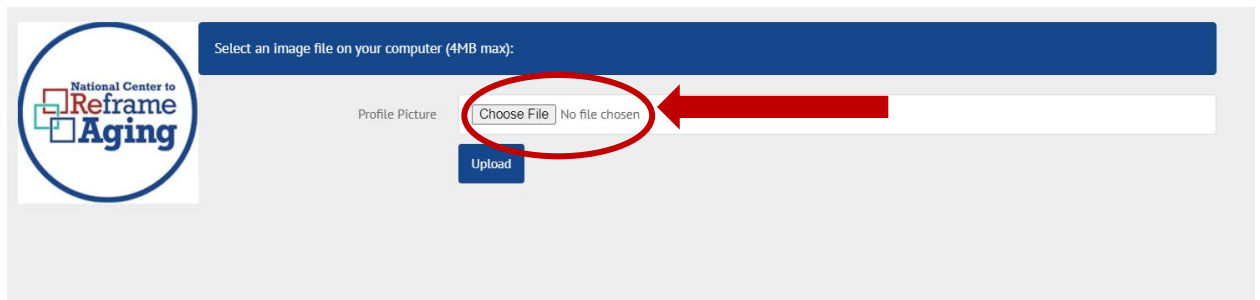 Select an image file on your computer (4MB max):
National Center to
Reframe
Aging
Profile Picture
Choose File No file chosen
Upload